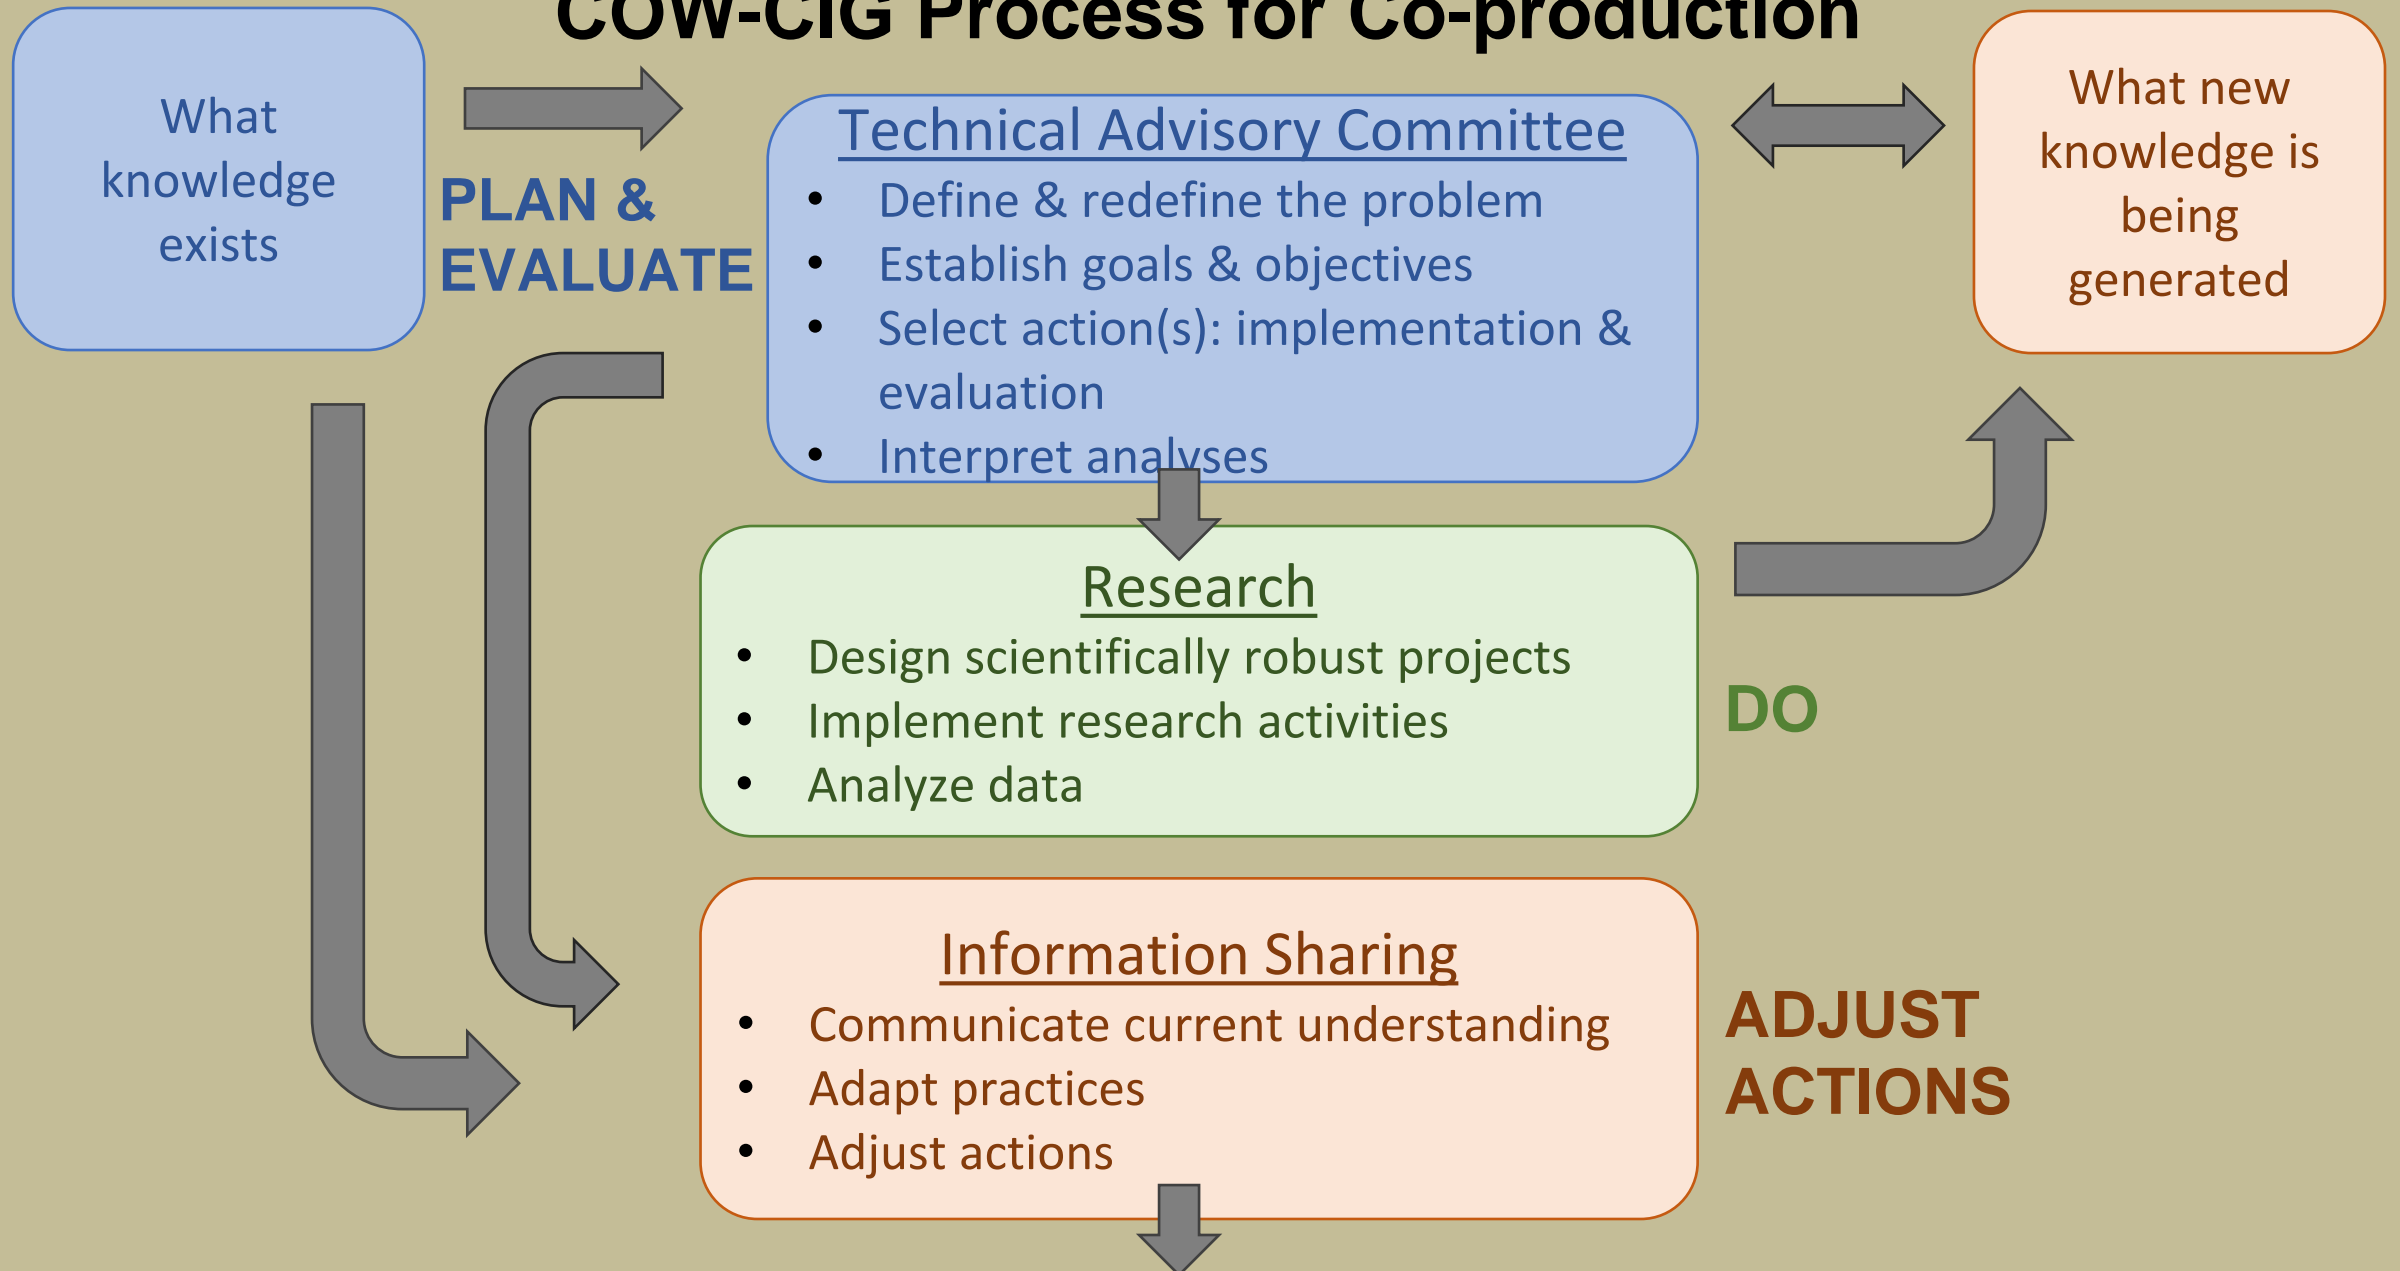 COW-CIG Process for Co-production
What
knowledge
exists
PLAN &
EVALUATE
Technical Advisory Committee
• Define & redefine the problem
• Establish goals & objectives
• Select action(s): implementation &
evaluation
• Interpret analyses
What new
knowledge is
being
generated
Research
• Design scientifically robust projects
• Implement research activities
• Analyze data
DO
Information Sharing
• Communicate current understanding
• Adapt practices
• Adjust actions
ADJUST
ACTIONS